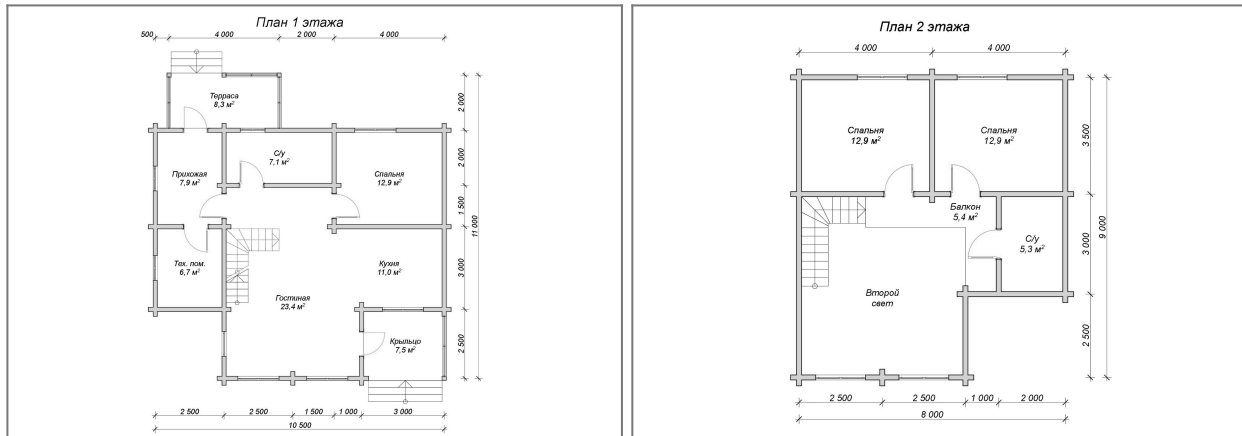 План 1 этажа
500
4 000
2 000
4 000
Терраса
8,3 м²
2 000
С/у
7,1 м²
Прихожая
7,9 м²
Спальня
12,9 м²
2 000
1 500
11 000
Тех. пом.
6,7 м²
Кухня
11,0 м²
3 000
Гостиная
23,4 м²
Крыльцо
7,5 м²
2 500
2 500
2 500
1 500
1 000
3 000
10 500
План 2 этажа
4 000
4 000
Спальня
12,9 м²
Спальня
12,9 м²
3 500
Балкон
5,4 м²
С/у
5,3 м²
3 000
9 000
Второй
свет
2 500
2 500
2 500
1 000
2 000
8 000